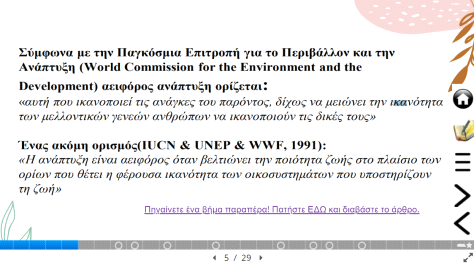 Σύμφωνα με την Παγκόσμια Επιτροπή για το Περιβάλλον και την
Ανάπτυξη (World Commission for the Environment and the
Development) αειφόρος ανάπτυξη ορίζεται:
«αυτή που ικανοποιεί τις ανάγκες του παρόντος, δίχως να μειώνει την ικανότητα
των μελλοντικών γενεών ανθρώπων να ικανοποιούν τις δικές τους»
Ένας ακόμη ορισμός(IUCN & UNEP & WWF, 1991):
«Η ανάπτυξη είναι αειφόρος όταν βελτιώνει την ποιότητα ζωής στο πλαίσιο των
ορίων που θέτει η φέρουσα ικανότητα των οικοσυστημάτων που υποστηρίζουν
τη ζωή»
Πηγαίνετε ένα βήμα παραπέρα! Πατήστε ΕΔΩ και διαβάστε το άρθρο.
5 / 29